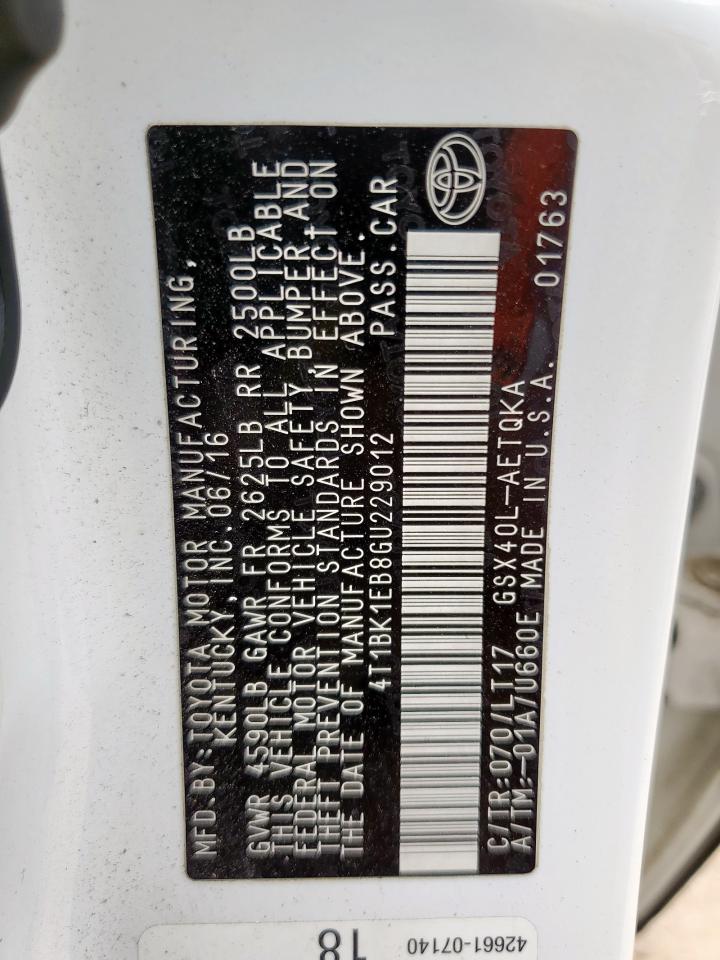 MFD.BY:TOYOTA MOTOR MANUFACTURING,
KENTUCKY, INC. 06/16
GVWR 4590LB GAWR FR 2625LB RR 2500LB
THIS VEHICLE CONFORMS TO ALL APPLICABLE
FEDERAL MOTOR VEHICLE SAFETY, BUMPER, AND
THEFT PREVENTION STANDARDS IN EFFECT ON
THE DATE OF MANUFACTURE SHOWN ABOVE.
4T1BK1EB8GU229012 PASS.CAR
C/TR:070/LT17 GSX40L-AETQKA
A/TM:-01A/U660E MADE IN U.S.A. 01763
42661-07140
18